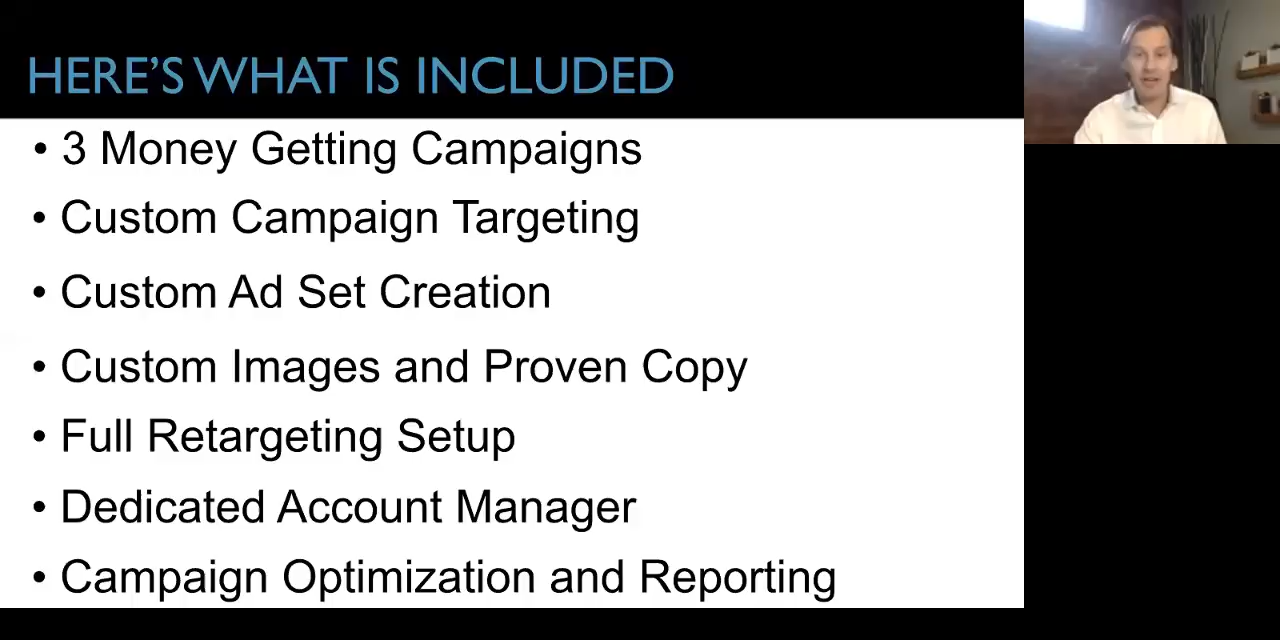 HERE'S WHAT IS INCLUDED
• 3 Money Getting Campaigns
• Custom Campaign Targeting
• Custom Ad Set Creation
• Custom Images and Proven Copy
• Full Retargeting Setup
• Dedicated Account Manager
• Campaign Optimization and Reporting